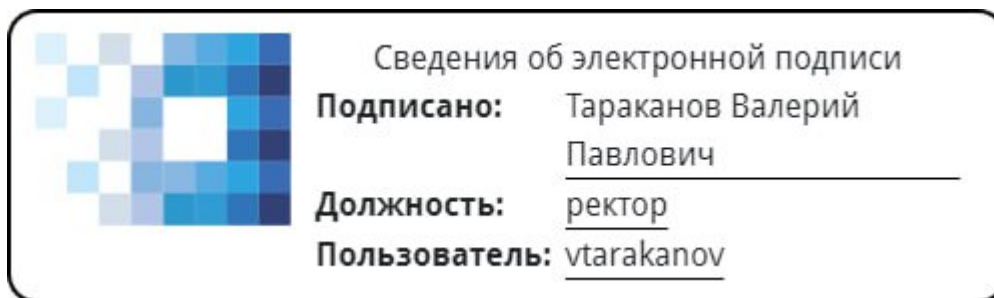 Сведения об электронной подписи
Подписано: Тараканов Валерий
Павлович
Должность: ректор
Пользователь: vtarakanov